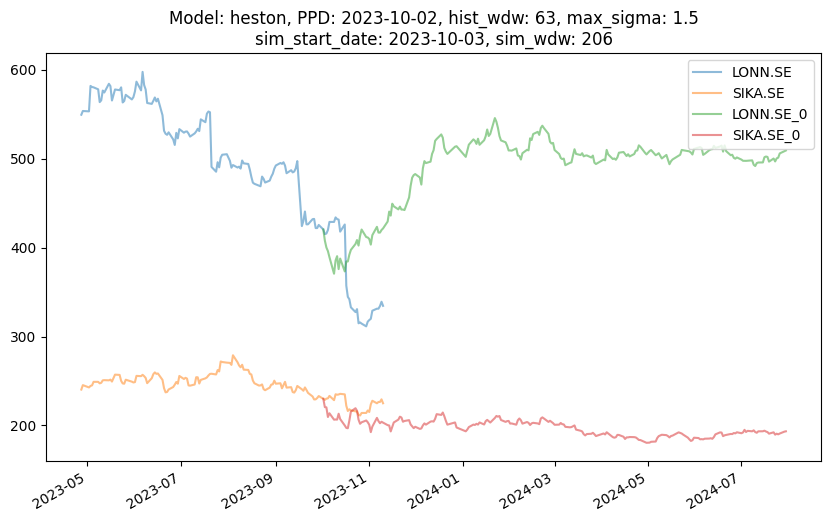 Model: heston, PPD: 2023-10-02, hist_wdw: 63, max_sigma: 1.5
sim_start_date: 2023-10-03, sim_wdw: 206
LONN.SE
SIKA.SE
LONN.SE_0
SIKA.SE_0
600
500
400
300
200
2023-05
2023-07
2023-09
2023-11
2024-01
2024-03
2024-05
2024-07